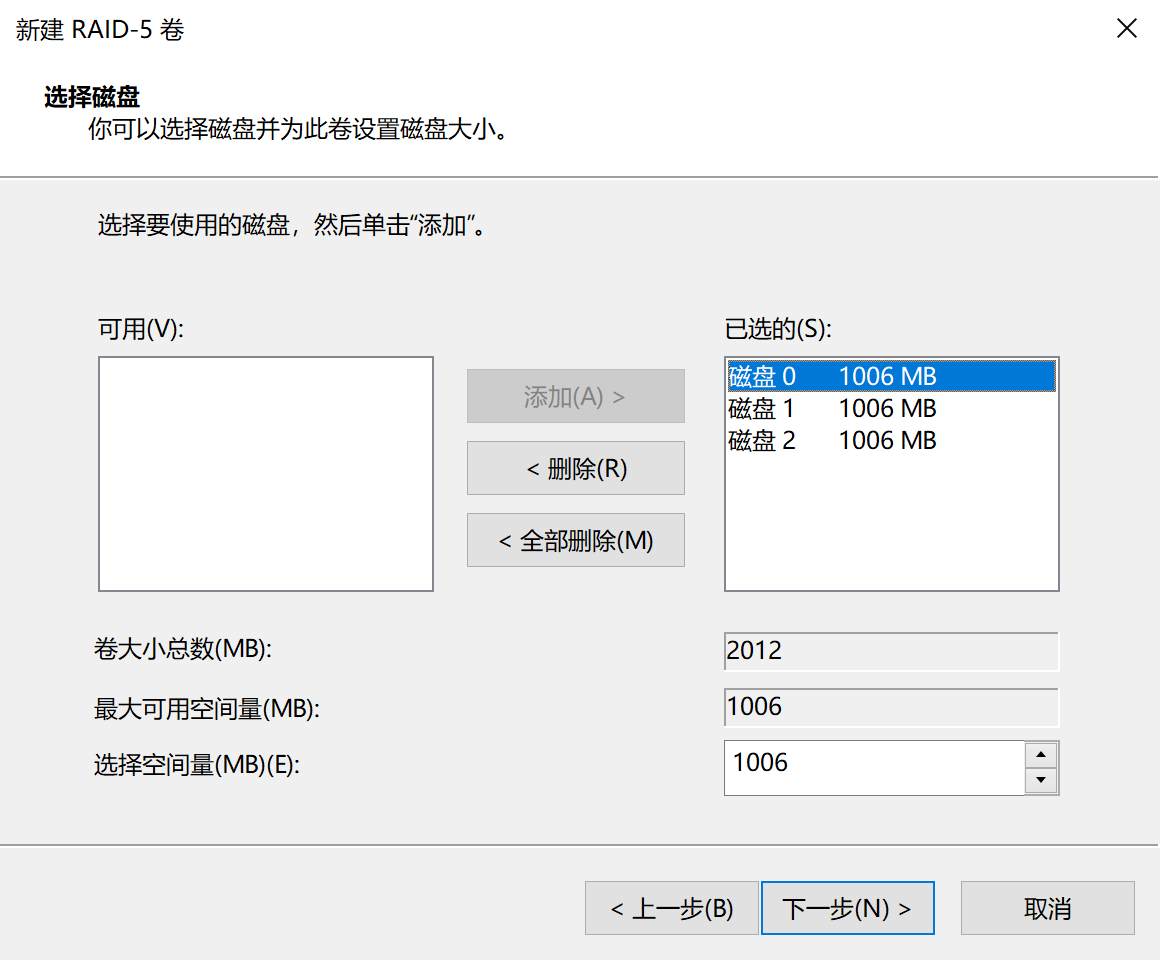 新建 RAID-5 卷
选择磁盘
你可以选择磁盘并为此卷设置磁盘大小。
选择要使用的磁盘，然后单击“添加”。
可用(V):
已选的(S):
添加(A) >
< 删除(R)
< 全部删除(M)
磁盘 0 1006 MB
磁盘 1 1006 MB
磁盘 2 1006 MB
卷大小总数(MB): 2012
最大可用空间量(MB): 1006
选择空间量(MB)(E): 1006
< 上一步(B) 下一步(N) > 取消